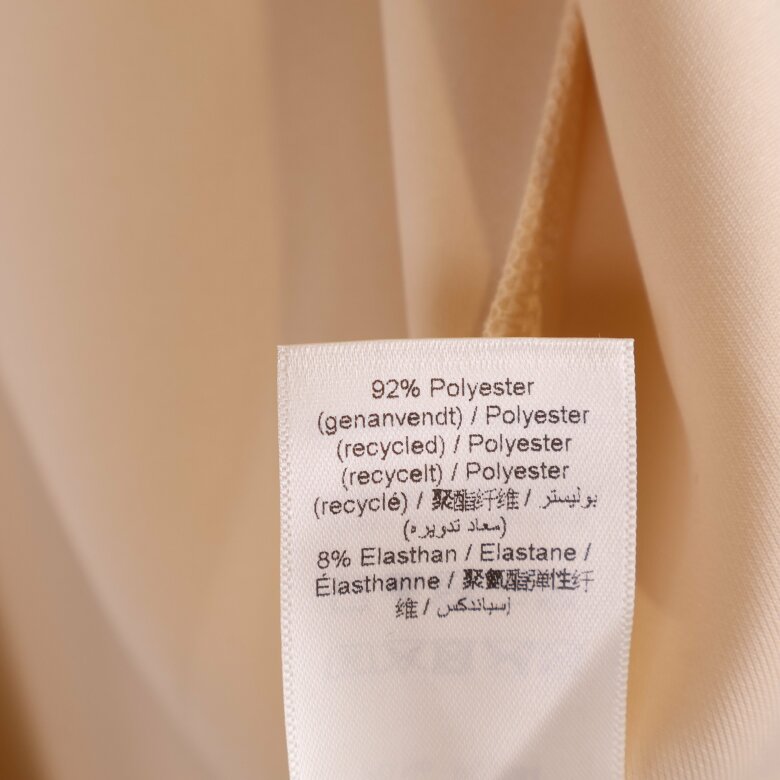 92% Polyester
(genanvendt) / Polyester
(recycled) / Polyester
(recycelt) / Polyester
(recyclé) / 聚酯纤维 / بوليستر
(معاد تدويره)
8% Elasthan / Elastane /
Élasthanne / 聚氨酯弹性纤
维 / إسباندكس